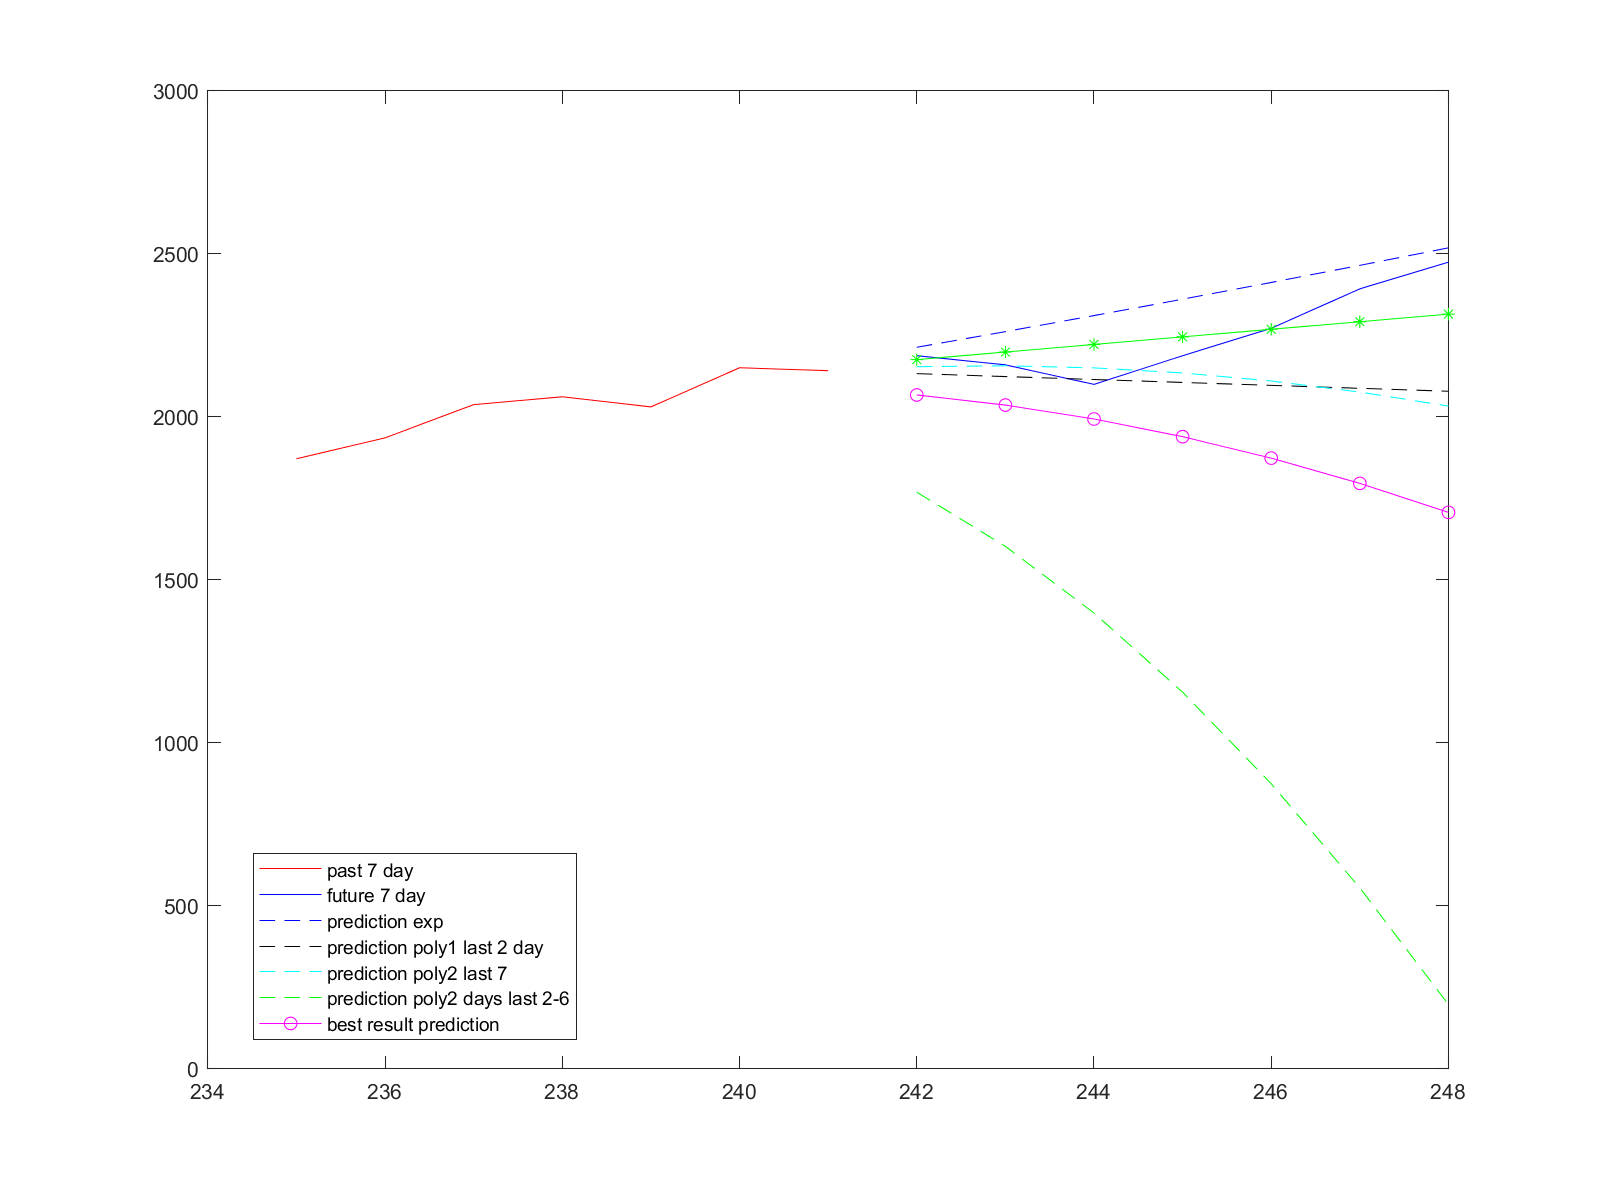 3000
2500
2000
1500
1000
500
0
234
236
238
240
242
244
246
248
past 7 day
future 7 day
prediction exp
prediction poly1 last 2 day
prediction poly2 last 7
prediction poly2 days last 2-6
best result prediction